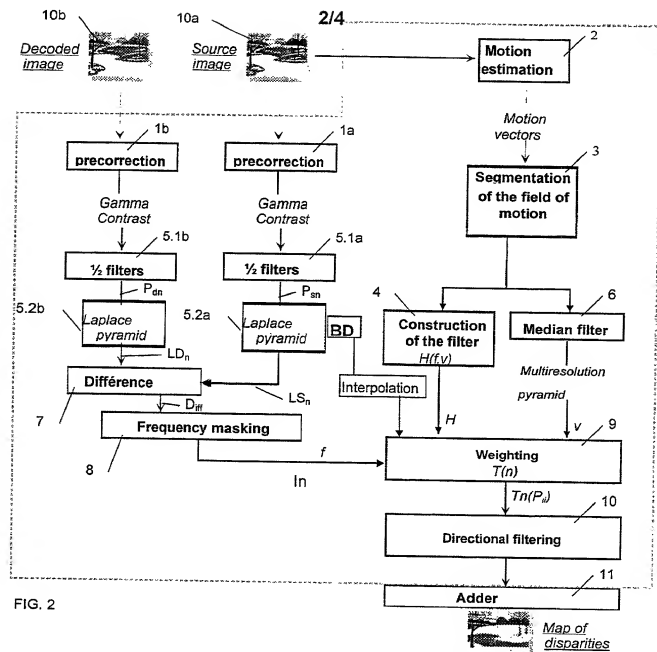 2/4
10b
10a
Decoded
image
Source
image
2
Motion
estimation
Motion
vectors
1b
1a
precorrection
precorrection
3
Segmentation
of the field of
motion
Gamma
Contrast
Gamma
Contrast
5.1b
5.1a
½ filters
½ filters
Pdn
Psn
4
6
5.2b
Laplace
pyramid
5.2a
Laplace
pyramid
BD
Construction
of the filter
H(f,v)
Median filter
LDn
Interpolation
Multiresolution
pyramid
Différence
LSn
7
Diff
H
v
9
Frequency masking
8
f
In
Weighting
T(n)
Tn(Pij)
10
Directional filtering
11
Adder
FIG. 2
Map of
disparities